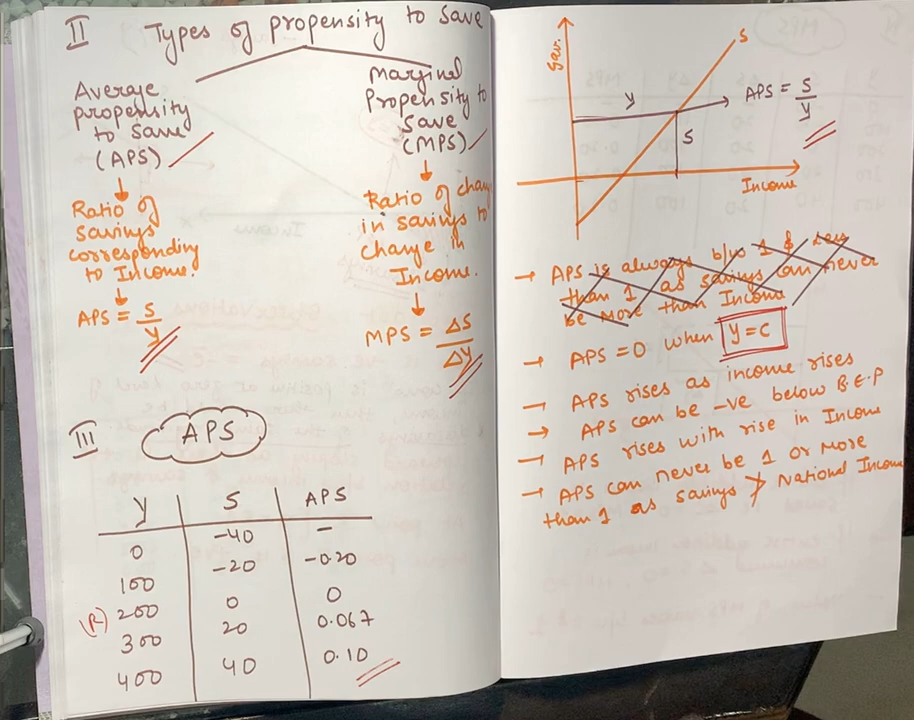 II Types of propensity to save
Average
propensity
to save
(APS)
Ratio of
savings
corresponding
to Income.
APS = S/Y
Marginal
Propensity to
Save
(MPS)
Ratio of change
in savings to
change in
Income.
MPS = ΔS/ΔY
III APS
Y S APS
0 -40 -
100 -20 -0.20
(R) 200 0 0
300 20 0.067
400 40 0.10
Sav.
S
Y
APS = S/Y
S
Income
→ APS is always b/w 1 & less
than 1 as savings can never
be more than Income
→ APS = 0 when Y = C
→ APS rises as income rises
→ APS can be -ve below B.E.P
→ APS rises with rise in Income
→ APS can never be 1 or More
than 1 as savings ≯ National Income